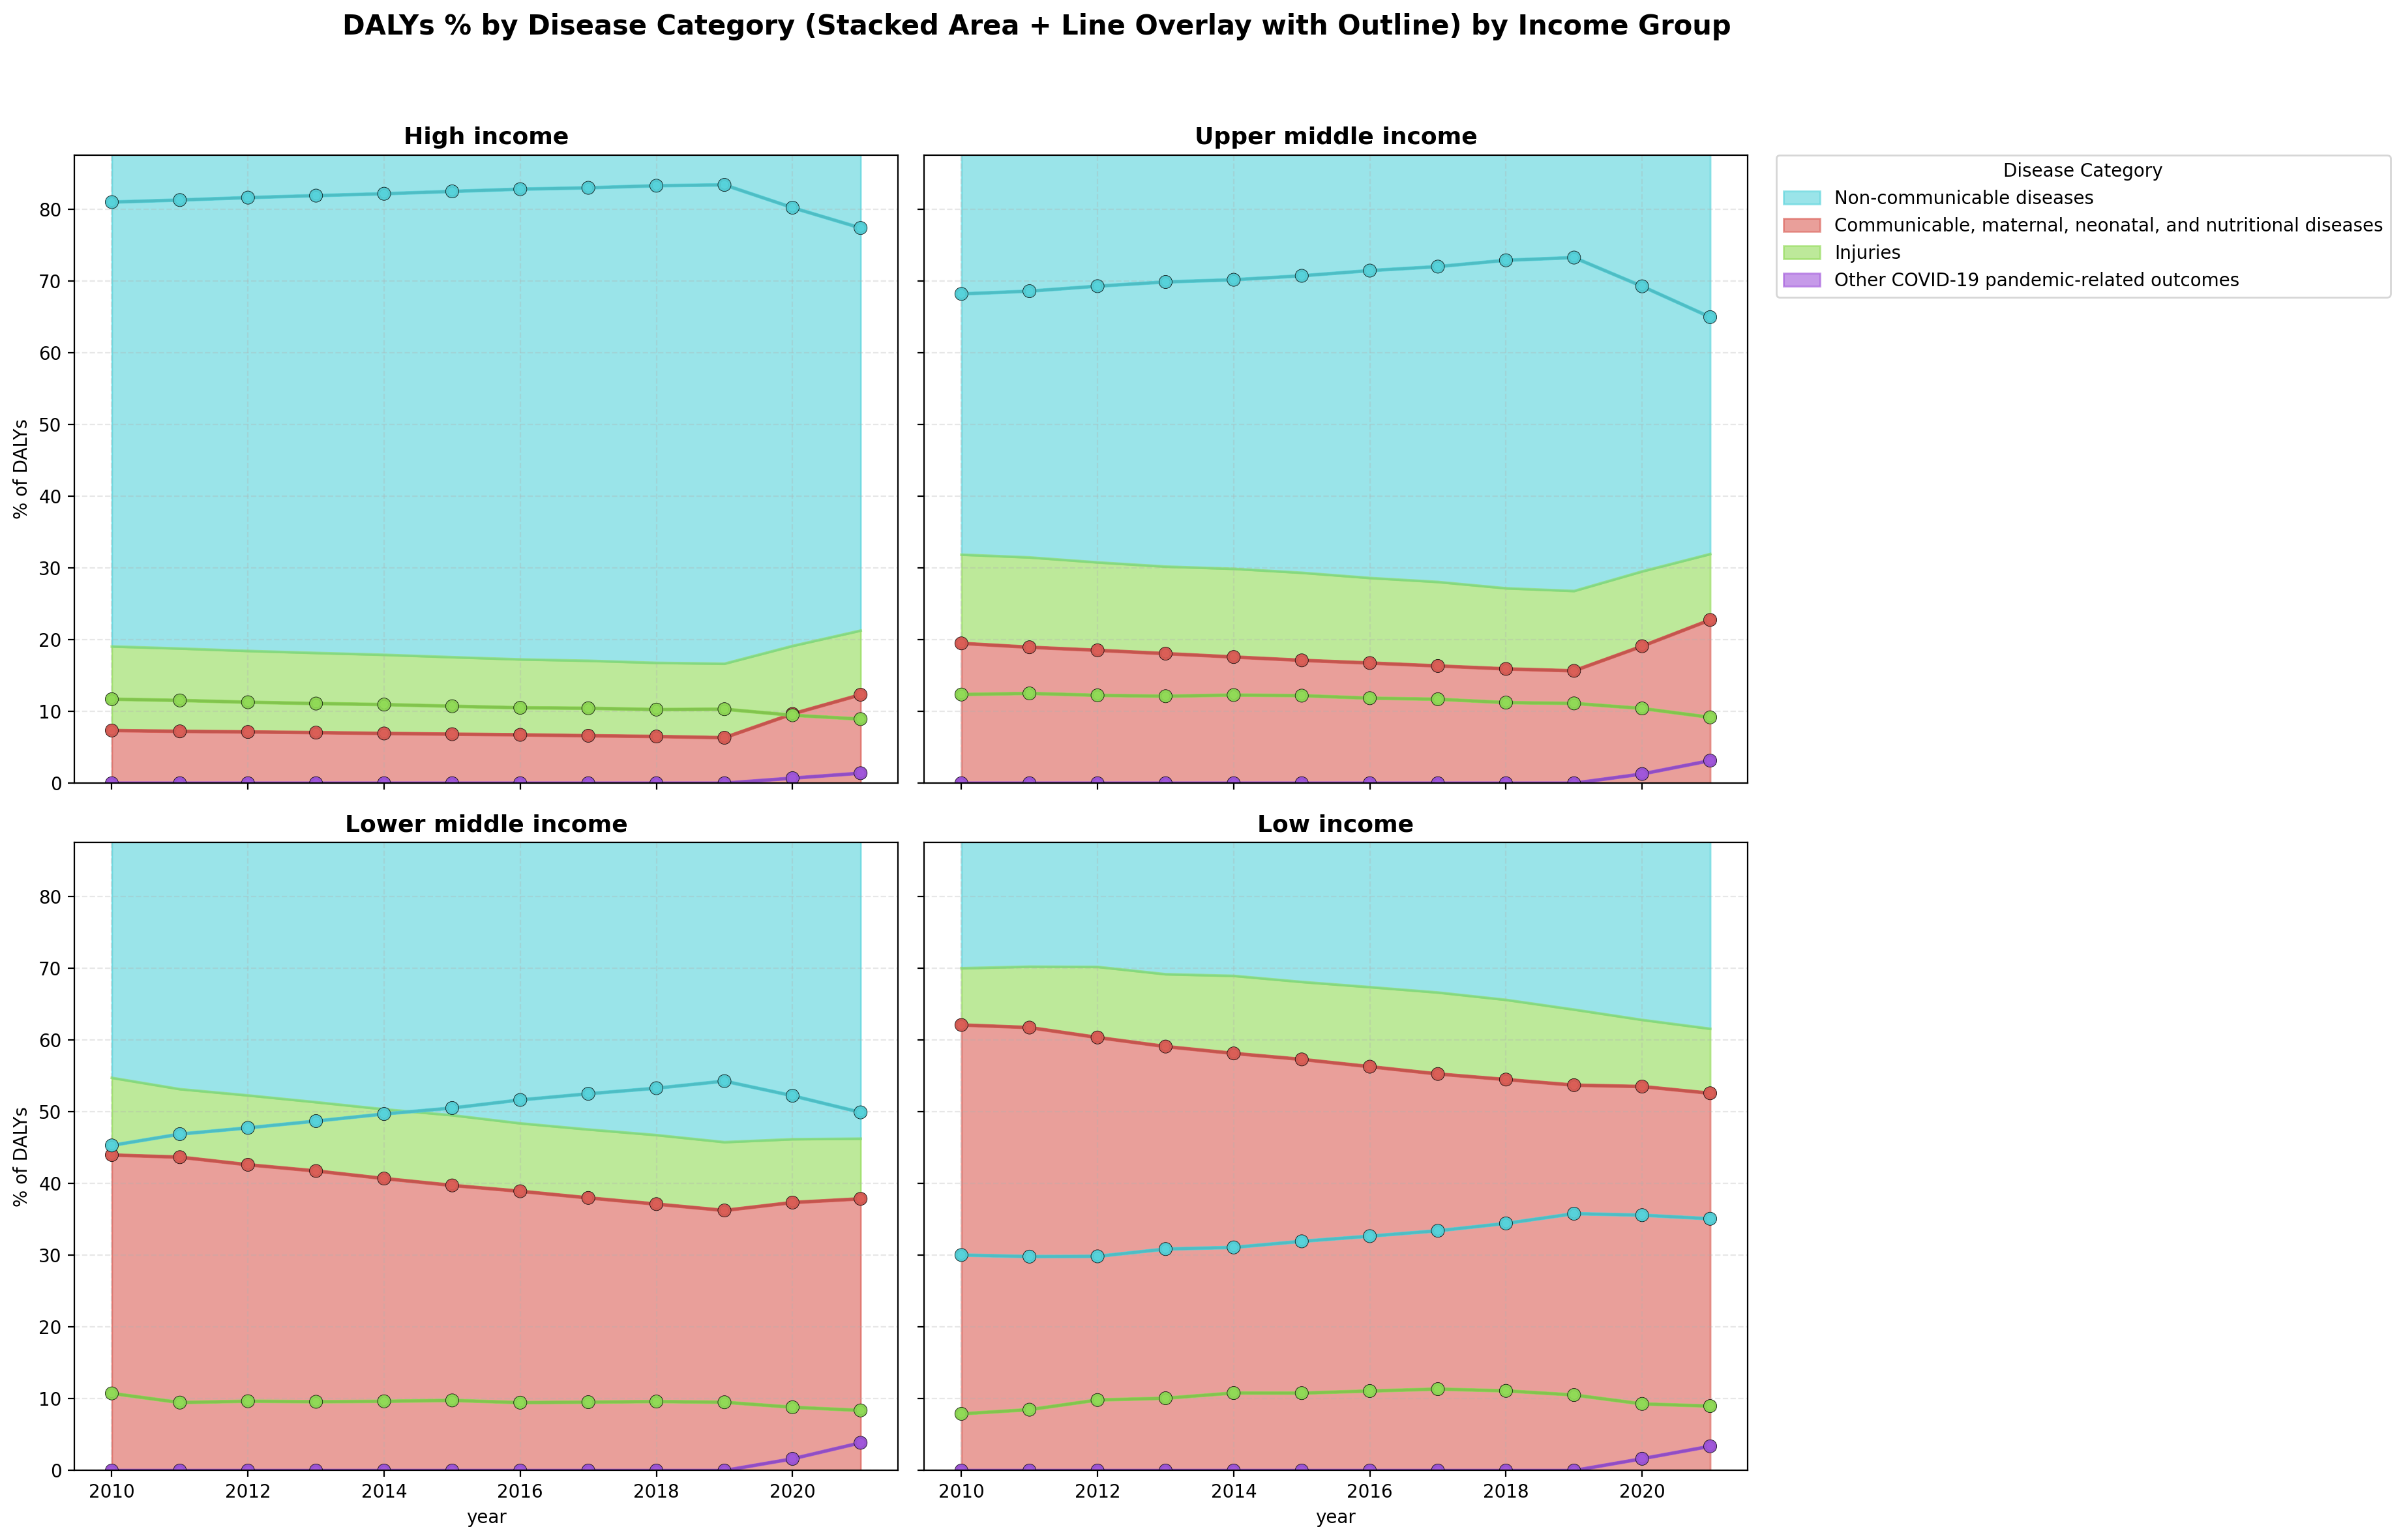 DALYs % by Disease Category (Stacked Area + Line Overlay with Outline) by Income Group
High income
% of DALYs
80
70
60
50
40
30
20
10
0
Upper middle income
Disease Category
Non-communicable diseases
Communicable, maternal, neonatal, and nutritional diseases
Injuries
Other COVID-19 pandemic-related outcomes
Lower middle income
% of DALYs
80
70
60
50
40
30
20
10
0
2010 2012 2014 2016 2018 2020
year
Low income
2010 2012 2014 2016 2018 2020
year